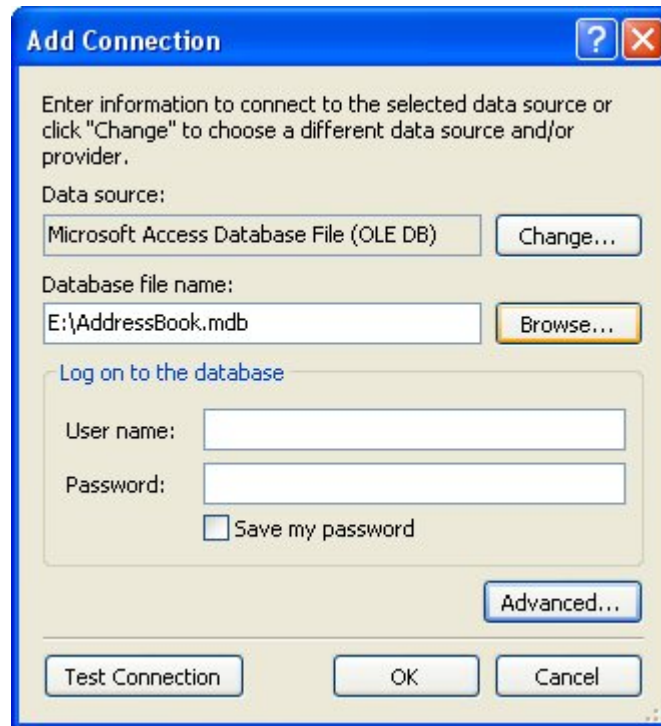 Add Connection
?
Enter information to connect to the selected data source or
click "Change" to choose a different data source and/or
provider.
Data source:
Microsoft Access Database File (OLE DB)
Change...
Database file name:
E:\AddressBook.mdb
Browse...
Log on to the database
User name:
Password:
Save my password
Advanced...
Test Connection
OK
Cancel